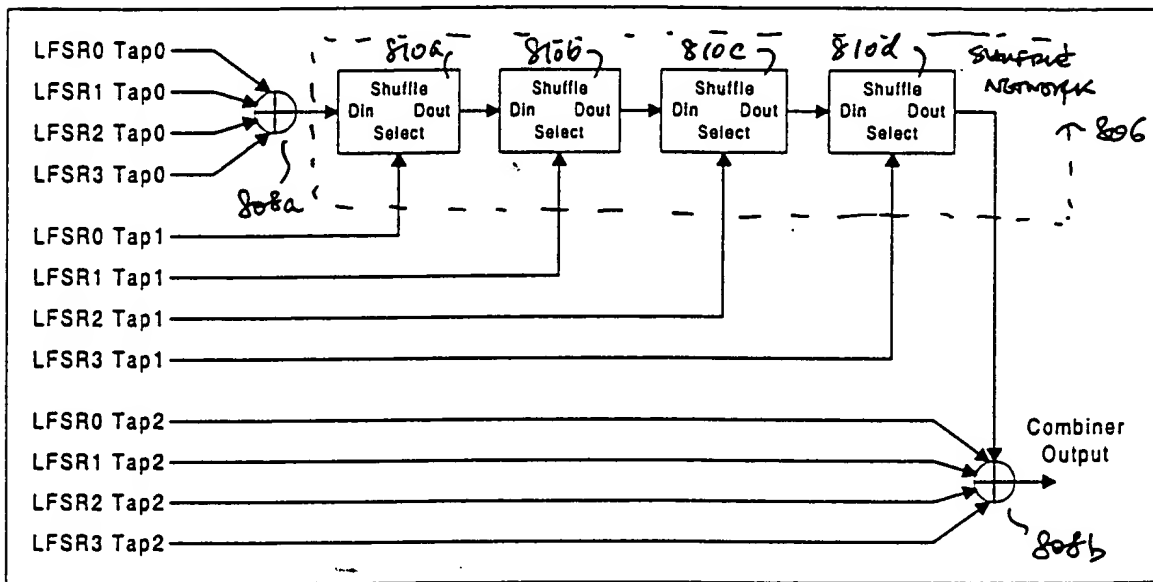 LFSR0 Tap0
LFSR1 Tap0
LFSR2 Tap0
LFSR3 Tap0
808a
810a
810b
810c
810d
SHUFFLE
NETWORK
806
Shuffle
Din Dout
Select
Shuffle
Din Dout
Select
Shuffle
Din Dout
Select
Shuffle
Din Dout
Select
LFSR0 Tap1
LFSR1 Tap1
LFSR2 Tap1
LFSR3 Tap1
LFSR0 Tap2
LFSR1 Tap2
LFSR2 Tap2
LFSR3 Tap2
Combiner
Output
808b